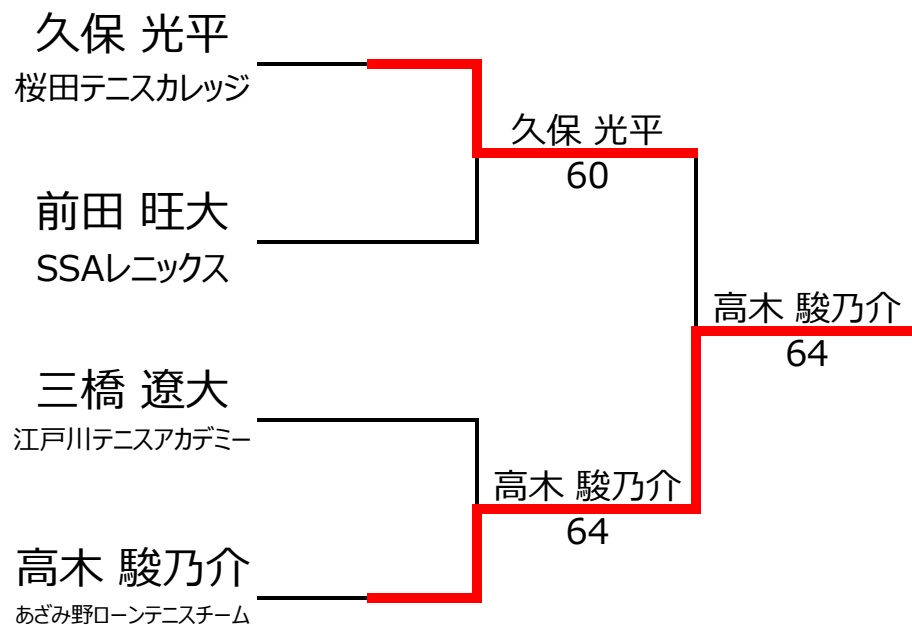 久保 光平
桜田テニスカレッジ
久保 光平
60
前田 旺大
SSAレニックス
高木 駿乃介
64
三橋 遼大
江戸川テニスアカデミー
高木 駿乃介
64
高木 駿乃介
あざみ野ローンテニスチーム